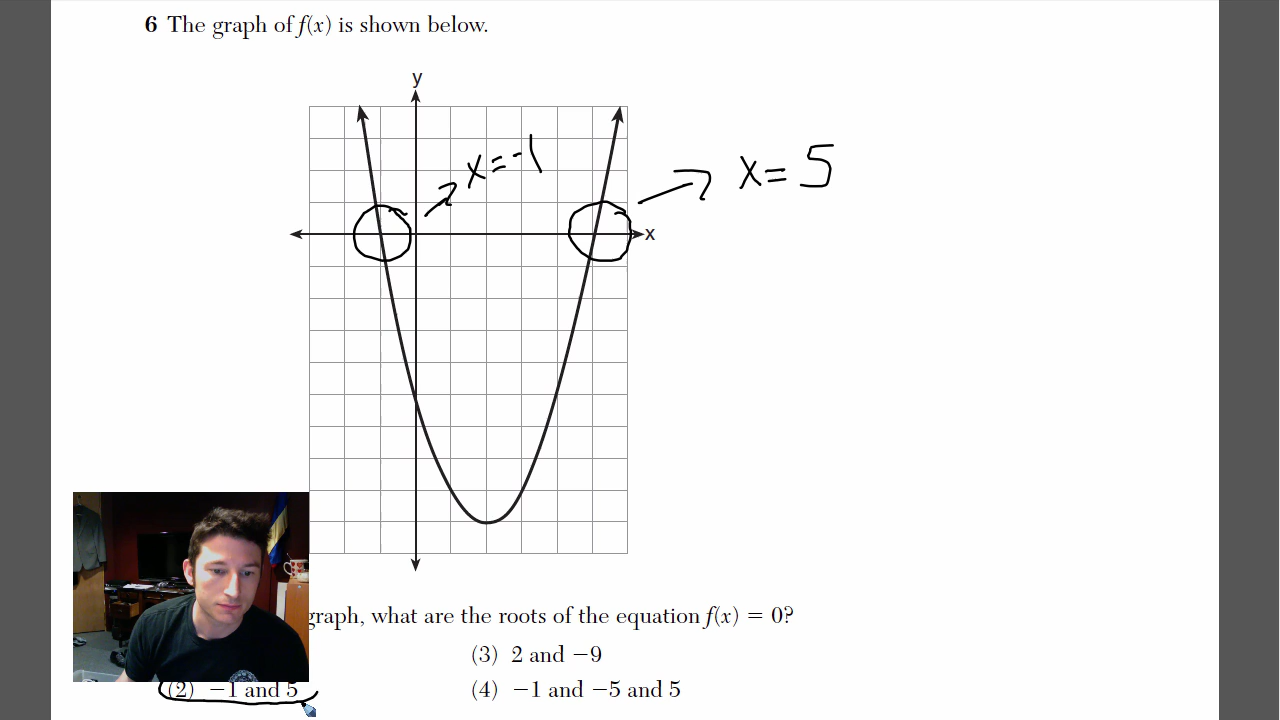 6 The graph of f(x) is shown below.
y
x = -1
x = 5
x
graph, what are the roots of the equation f(x) = 0?
(3) 2 and −9
(2) −1 and 5
(4) −1 and −5 and 5